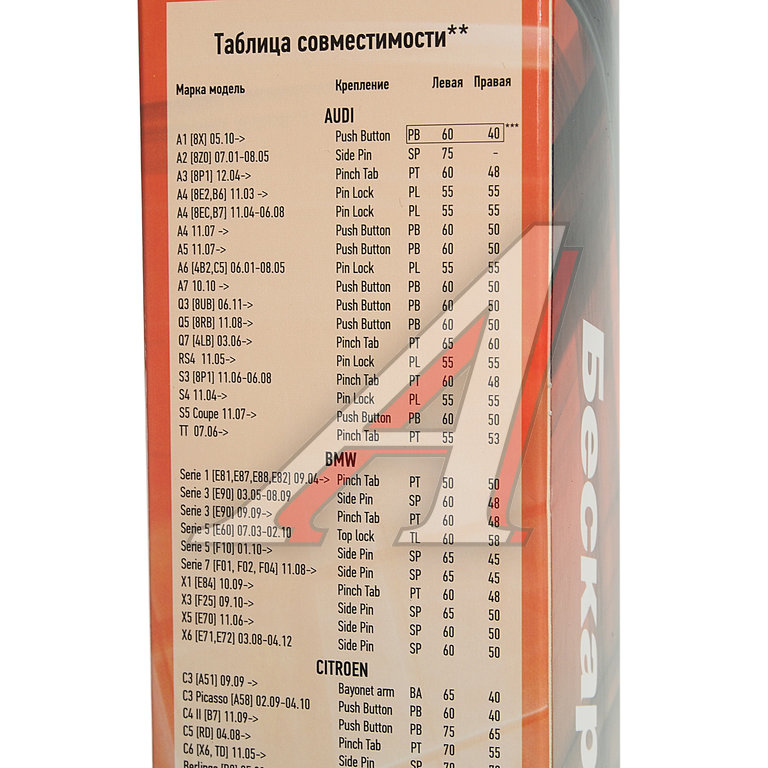 Таблица совместимости**
Марка модель Крепление Левая Правая
AUDI
A1 [8X] 05.10-> Push Button PB 60 40 ***
A2 [8Z0] 07.01-08.05 Side Pin SP 75 -
A3 [8P1] 12.04-> Pinch Tab PT 60 48
A4 [8E2,B6] 11.03 -> Pin Lock PL 55 55
A4 [8EC,B7] 11.04-06.08 Pin Lock PL 55 55
A4 11.07 -> Push Button PB 60 50
A5 11.07-> Push Button PB 60 50
A6 [4B2,C5] 06.01-08.05 Pin Lock PL 55 55
A7 10.10 -> Push Button PB 60 50
Q3 [8UB] 06.11-> Push Button PB 60 50
Q5 [8RB] 11.08-> Push Button PB 60 50
Q7 [4LB] 03.06-> Pinch Tab PT 65 60
RS4 11.05-> Pin Lock PL 55 55
S3 [8P1] 11.06-06.08 Pinch Tab PT 60 48
S4 11.04-> Pin Lock PL 55 55
S5 Coupe 11.07-> Push Button PB 60 50
TT 07.06-> Pinch Tab PT 55 53
BMW
Serie 1 [E81,E87,E88,E82] 09.04-> Pinch Tab PT 50 50
Serie 3 [E90] 03.05-08.09 Side Pin SP 60 48
Serie 3 [E90] 09.09-> Pinch Tab PT 60 48
Serie 5 [E60] 07.03-02.10 Top lock TL 60 58
Serie 5 [F10] 01.10-> Side Pin SP 65 45
Serie 7 [F01, F02, F04] 11.08-> Side Pin SP 65 45
X1 [E84] 10.09-> Pinch Tab PT 60 48
X3 [F25] 09.10-> Side Pin SP 65 50
X5 [E70] 11.06-> Side Pin SP 60 50
X6 [E71,E72] 03.08-04.12 Side Pin SP 60 50
CITROEN
C3 [A51] 09.09 -> Bayonet arm BA 65 40
C3 Picasso [A58] 02.09-04.10 Push Button PB 60 40
C4 II [B7] 11.09-> Push Button PB 75 65
C5 [RD] 04.08-> Pinch Tab PT 70 55
C6 [X6, TD] 11.05-> Side Pin SP 70
Berlingo
Бескар